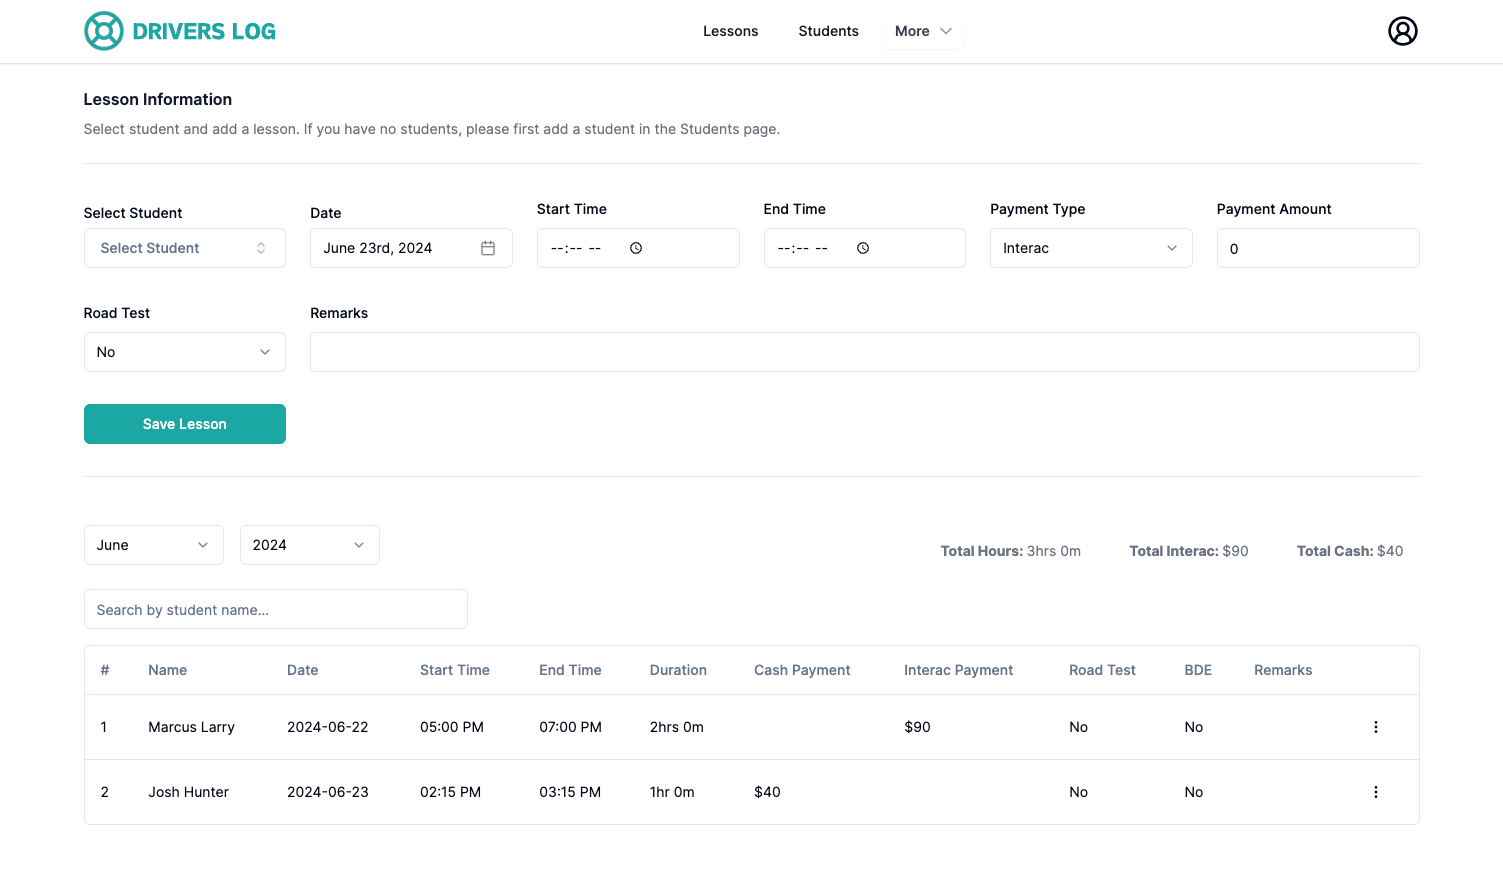 DRIVERS LOG
Lessons Students More
Lesson Information
Select student and add a lesson. If you have no students, please first add a student in the Students page.
Select Student Date Start Time End Time Payment Type Payment Amount
Select Student June 23rd, 2024 --:-- -- --:-- -- Interac 0
Road Test Remarks
No
Save Lesson
June 2024
Total Hours: 3hrs 0m Total Interac: $90 Total Cash: $40
Search by student name...
# Name Date Start Time End Time Duration Cash Payment Interac Payment Road Test BDE Remarks
1 Marcus Larry 2024-06-22 05:00 PM 07:00 PM 2hrs 0m $90 No No
2 Josh Hunter 2024-06-23 02:15 PM 03:15 PM 1hr 0m $40 No No